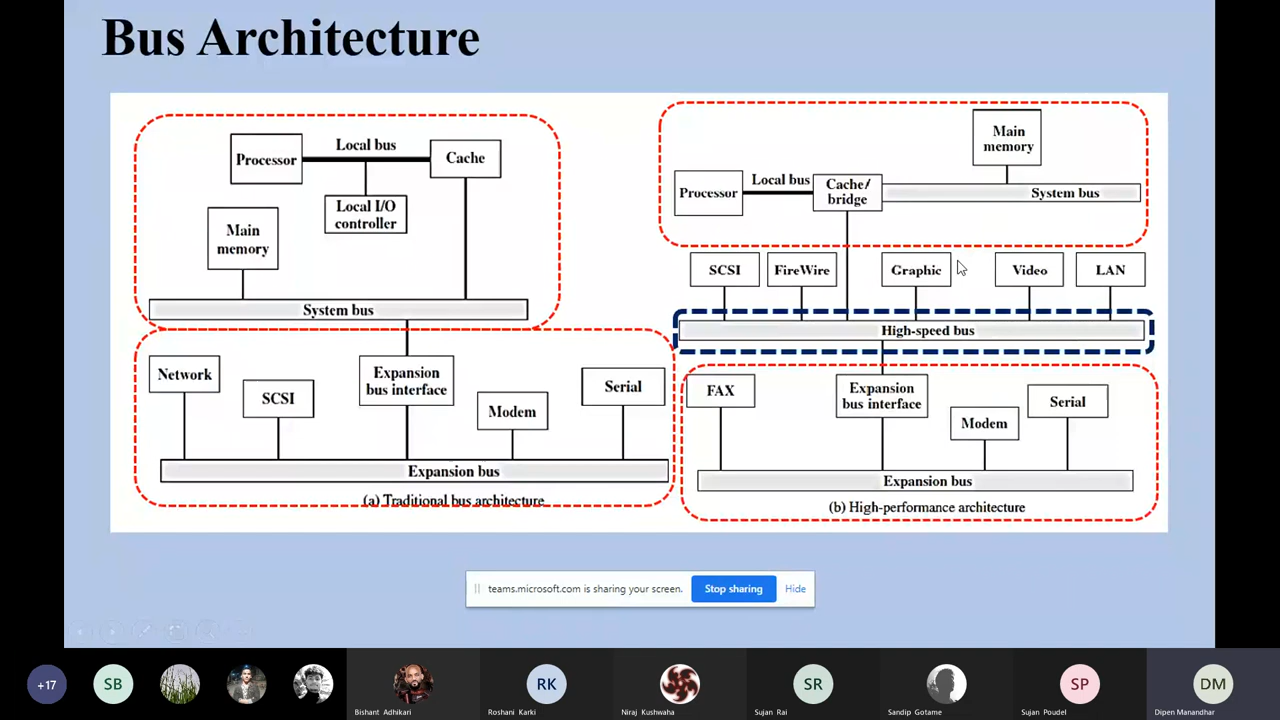 Bus Architecture
Local bus
Processor
Cache
Local I/O
controller
Main
memory
System bus
Network
SCSI
Expansion
bus interface
Modem
Serial
Expansion bus
(a) Traditional bus architecture
Main
memory
Local bus
Processor
Cache/
bridge
System bus
SCSI
FireWire
Graphic
Video
LAN
High-speed bus
FAX
Expansion
bus interface
Modem
Serial
Expansion bus
(b) High-performance architecture
teams.microsoft.com is sharing your screen.
Stop sharing
Hide
+17
SB
RK
SR
SP
DM
Bishant Adhikari
Roshani Karki
Niraj Kushwaha
Sujan Rai
Sandip Gotame
Sujan Poudel
Dipen Manandhar